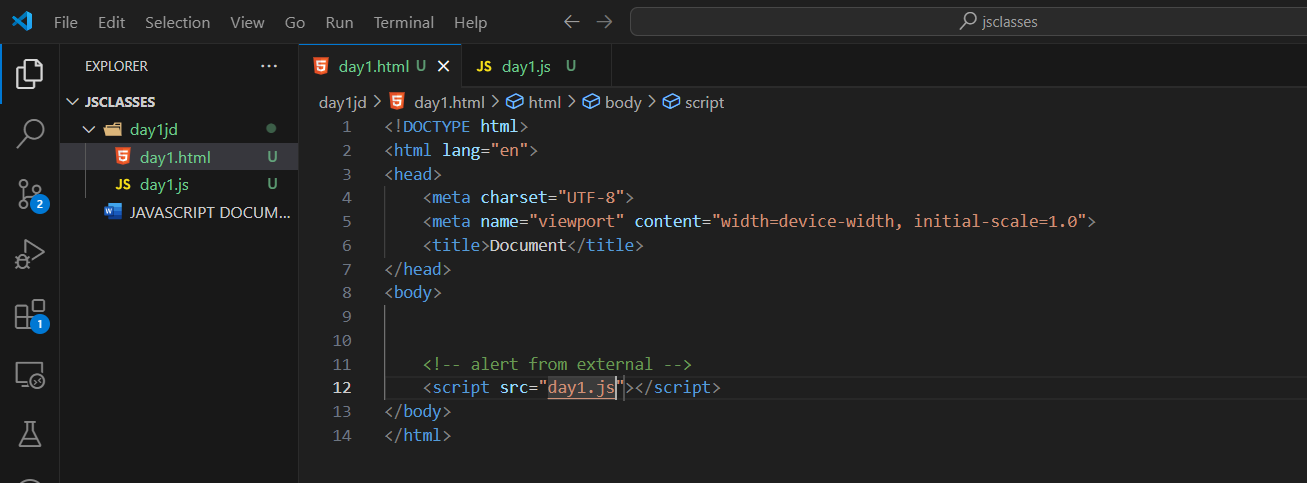 File Edit Selection View Go Run Terminal Help jsclasses
EXPLORER ...
JSCLASSES
day1jd
day1.html U
JS day1.js U
JAVASCRIPT DOCUM...
2
1
day1.html U
JS day1.js U
day1jd > day1.html > html > body > script
1 <!DOCTYPE html>
2 <html lang="en">
3 <head>
4 <meta charset="UTF-8">
5 <meta name="viewport" content="width=device-width, initial-scale=1.0">
6 <title>Document</title>
7 </head>
8 <body>
9
10
11 <!-- alert from external -->
12 <script src="day1.js"></script>
13 </body>
14 </html>